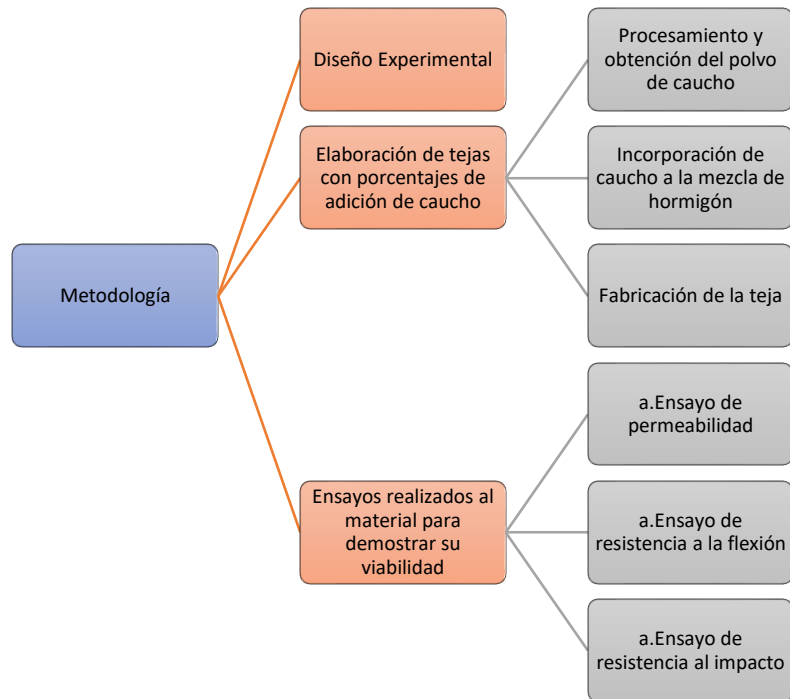 Metodología
Diseño Experimental
Elaboración de tejas
con porcentajes de
adición de caucho
Procesamiento y
obtención del polvo
de caucho
Incorporación de
caucho a la mezcla de
hormigón
Fabricación de la teja
Ensayos realizados al
material para
demostrar su
viabilidad
a.Ensayo de
permeabilidad
a.Ensayo de
resistencia a la flexión
a.Ensayo de
resistencia al impacto